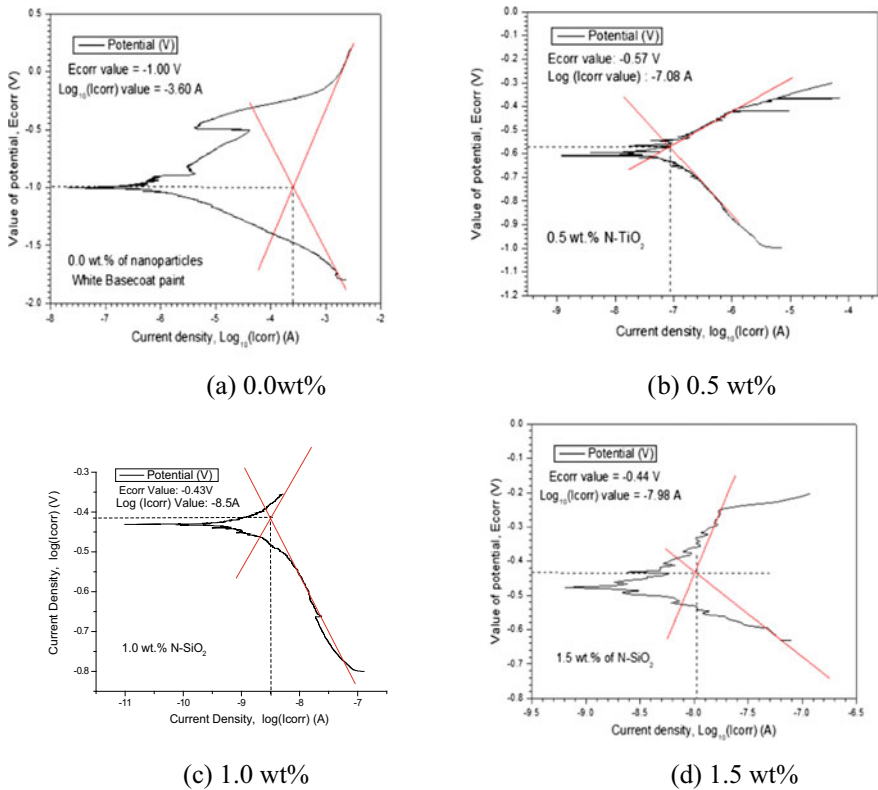 0.5
0.0
-0.5
-1.0
-1.5
-2.0
Value of potential, Ecorr (V)
Potential (V)
Ecorr value = -1.00 V
Log₁₀(Icorr) value = -3.60 A
0.0 wt.% of nanoparticles
White Basecoat paint
-8 -7 -6 -5 -4 -3 -2
Current density, Log₁₀(Icorr) (A)
(a) 0.0wt%
0.0
-0.1
-0.2
-0.3
-0.4
-0.5
-0.6
-0.7
-0.8
-0.9
-1.0
-1.1
-1.2
Value of potential, Ecorr (V)
Potential (V)
Ecorr value: -0.57 V
Log (Icorr value) : -7.08 A
0.5 wt.% N-TiO₂
-9 -8 -7 -6 -5 -4
Current density, log₁₀(Icorr) (A)
(b) 0.5 wt%
-0.3
-0.4
-0.5
-0.6
-0.7
-0.8
Current Density, log(Icorr) (V)
Potential (V)
Ecorr Value: -0.43V
Log (Icorr) Value: -8.5A
1.0 wt.% N-SiO₂
-11 -10 -9 -8 -7
Current Density, log(Icorr) (A)
(c) 1.0 wt%
0.0
-0.1
-0.2
-0.3
-0.4
-0.5
-0.6
-0.7
-0.8
Value of potential, Ecorr (V)
Potential (V)
Ecorr value = -0.44 V
Log₁₀(Icorr) value = -7.98 A
1.5 wt.% of N-SiO₂
-9.5 -9.0 -8.5 -8.0 -7.5 -7.0 -6.5
Current density, Log₁₀(Icorr) (A)
(d) 1.5 wt%